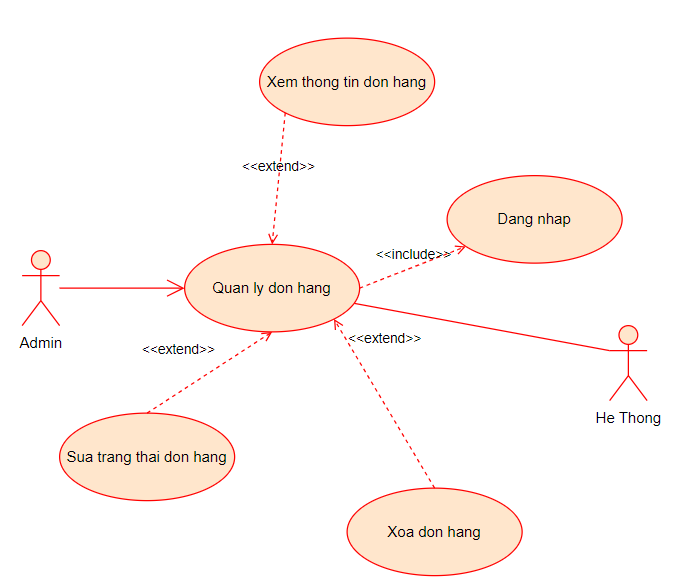 Xem thong tin don hang
<<extend>>
Dang nhap
<<include>>
Quan ly don hang
Admin
<<extend>>
<<extend>>
He Thong
Sua trang thai don hang
Xoa don hang